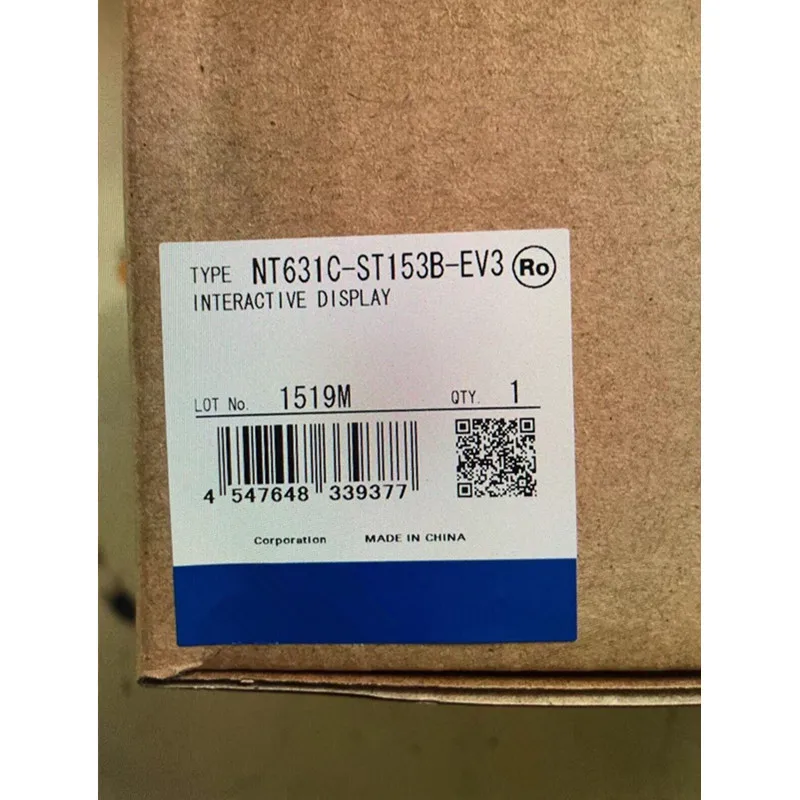 TYPE NT631C-ST153B-EV3 Ro
INTERACTIVE DISPLAY
LOT No. 1519M QTY. 1
4 547648 339377
Corporation MADE IN CHINA